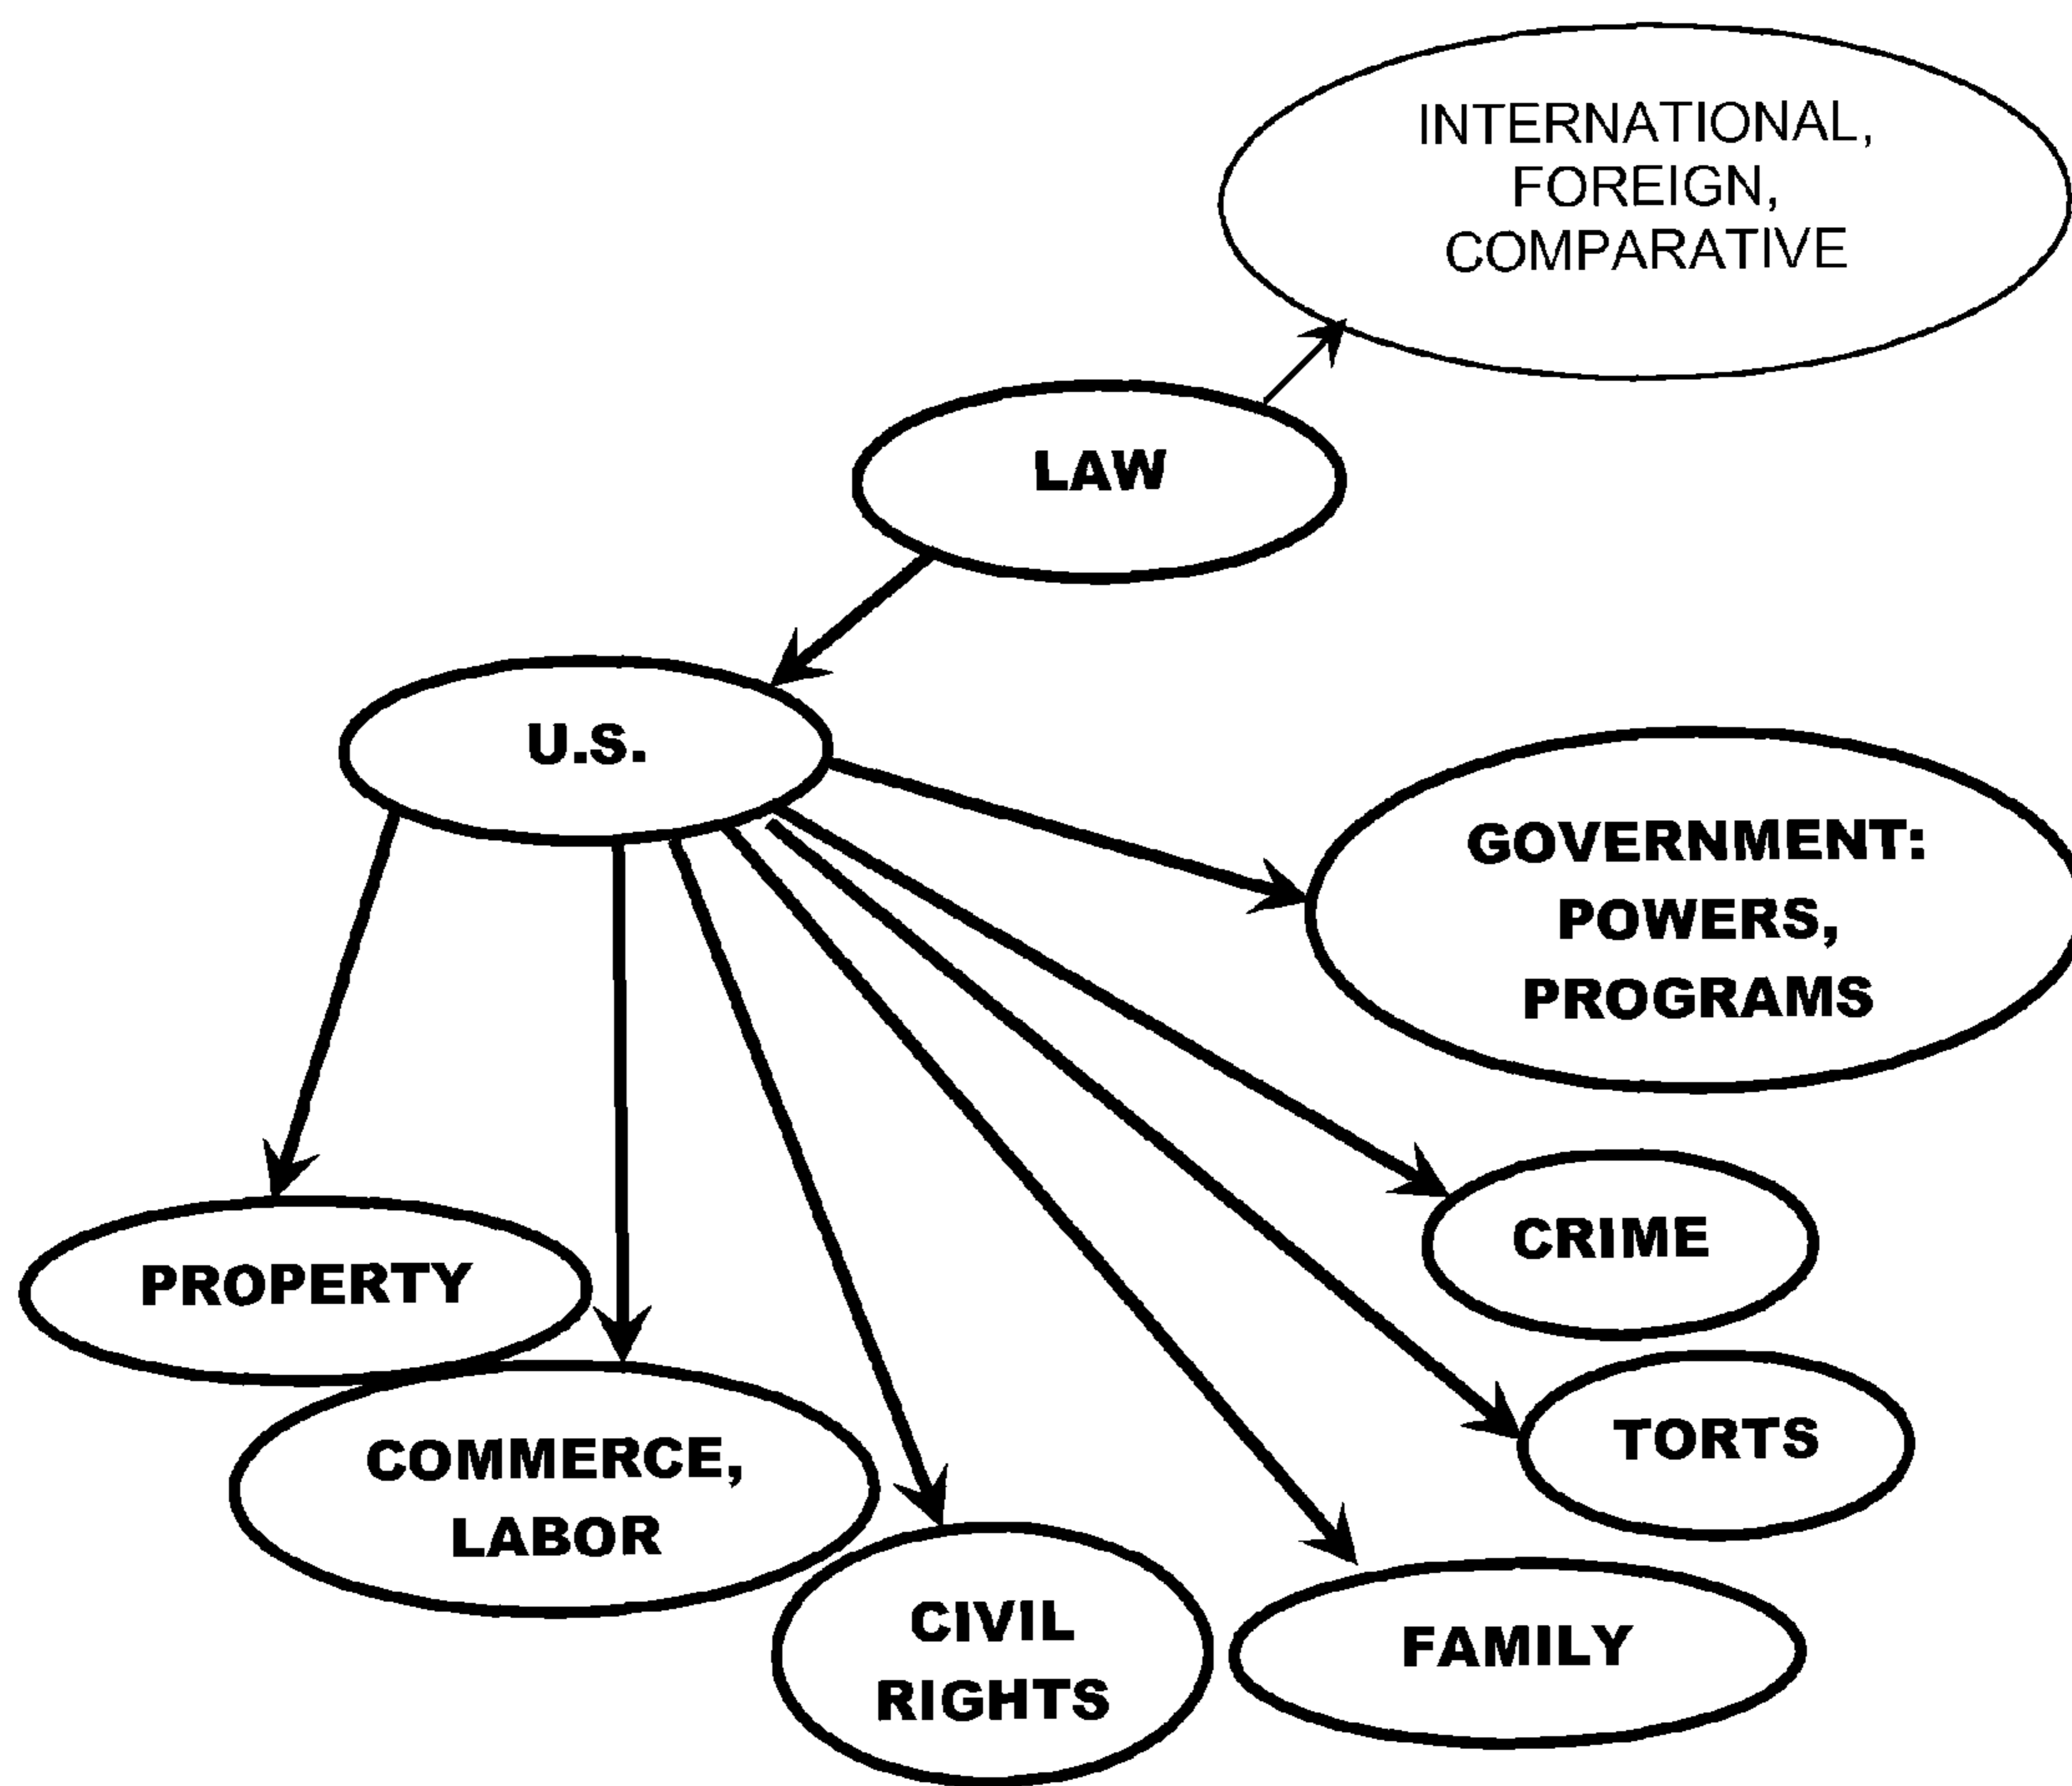 INTERNATIONAL,
FOREIGN,
COMPARATIVE
LAW
U.S.
GOVERNMENT:
POWERS,
PROGRAMS
CRIME
PROPERTY
TORTS
COMMERCE,
LABOR
CIVIL
RIGHTS
FAMILY